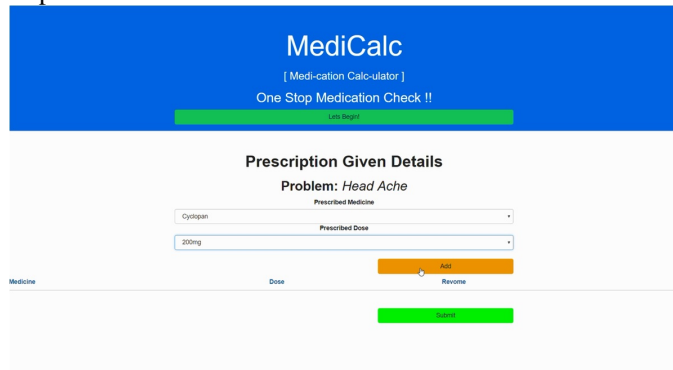 MediCalc
[ Medi-cation Calc-ulator ]
One Stop Medication Check !!
Lets Begin!
Prescription Given Details
Problem: Head Ache
Prescribed Medicine
Cyclopan
Prescribed Dose
200mg
Add
Medicine Dose Revome
Submit